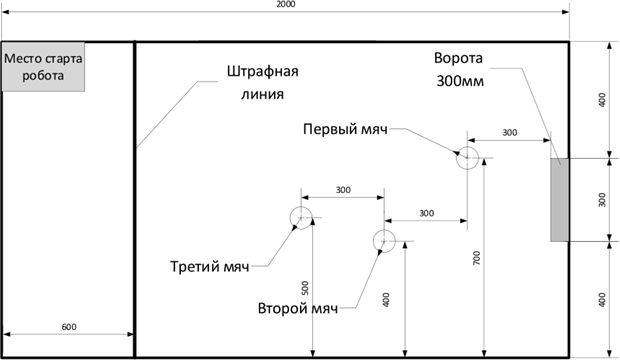 2000
Место старта
робота
Штрафная
линия
Ворота
300мм
400
Первый мяч
300
300
300
300
Третий мяч
500
Второй мяч
400
700
400
600